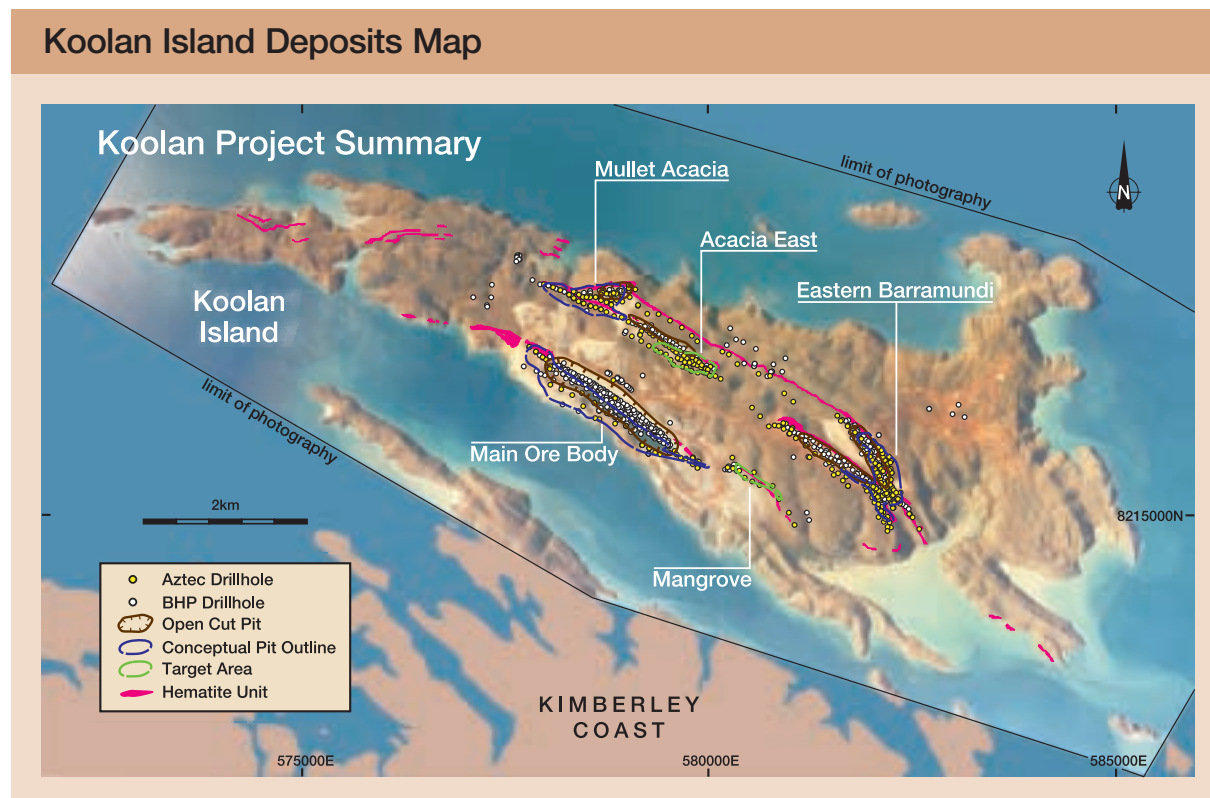 Koolan Island Deposits Map
Koolan Project Summary
Mullet Acacia
limit of photography
N
Acacia East
Eastern Barramundi
Koolan
Island
limit of photography
Main Ore Body
2km
8215000N
Mangrove
Aztec Drillhole
BHP Drillhole
Open Cut Pit
Conceptual Pit Outline
Target Area
Hematite Unit
KIMBERLEY
COAST
575000E
580000E
585000E